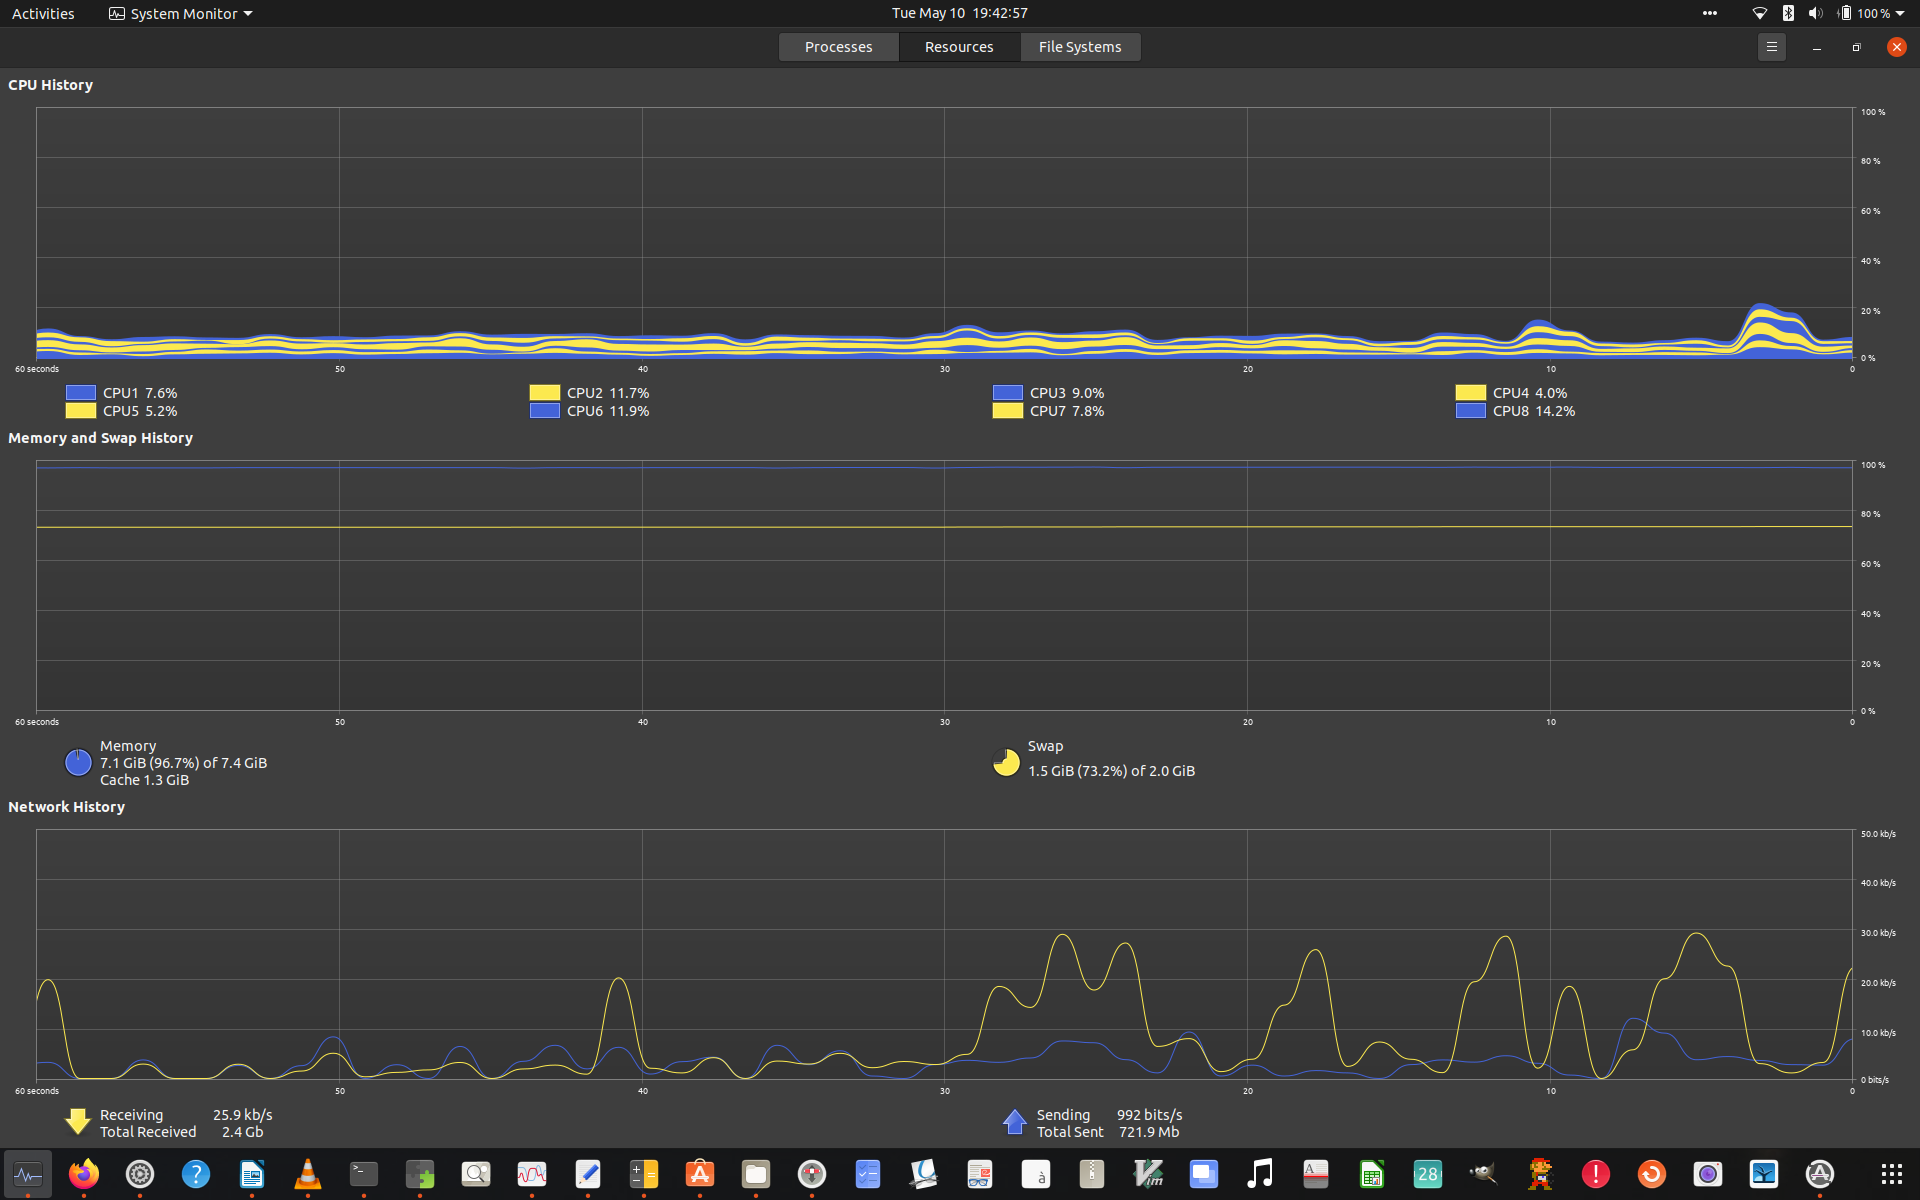 Activities System Monitor Tue May 10 19:42:57 100 %
Processes Resources File Systems
CPU History
100 %
80 %
60 %
40 %
20 %
0 %
60 seconds 50 40 30 20 10 0
CPU1 7.6% CPU2 11.7% CPU3 9.0% CPU4 4.0%
CPU5 5.2% CPU6 11.9% CPU7 7.8% CPU8 14.2%
Memory and Swap History
100 %
80 %
60 %
40 %
20 %
0 %
60 seconds 50 40 30 20 10 0
Memory
7.1 GiB (96.7%) of 7.4 GiB
Cache 1.3 GiB
Swap
1.5 GiB (73.2%) of 2.0 GiB
Network History
50.0 kb/s
40.0 kb/s
30.0 kb/s
20.0 kb/s
10.0 kb/s
0 bits/s
60 seconds 50 40 30 20 10 0
Receiving 25.9 kb/s
Total Received 2.4 Gb
Sending 992 bits/s
Total Sent 721.9 Mb
? >_ A à Vim A 28 !